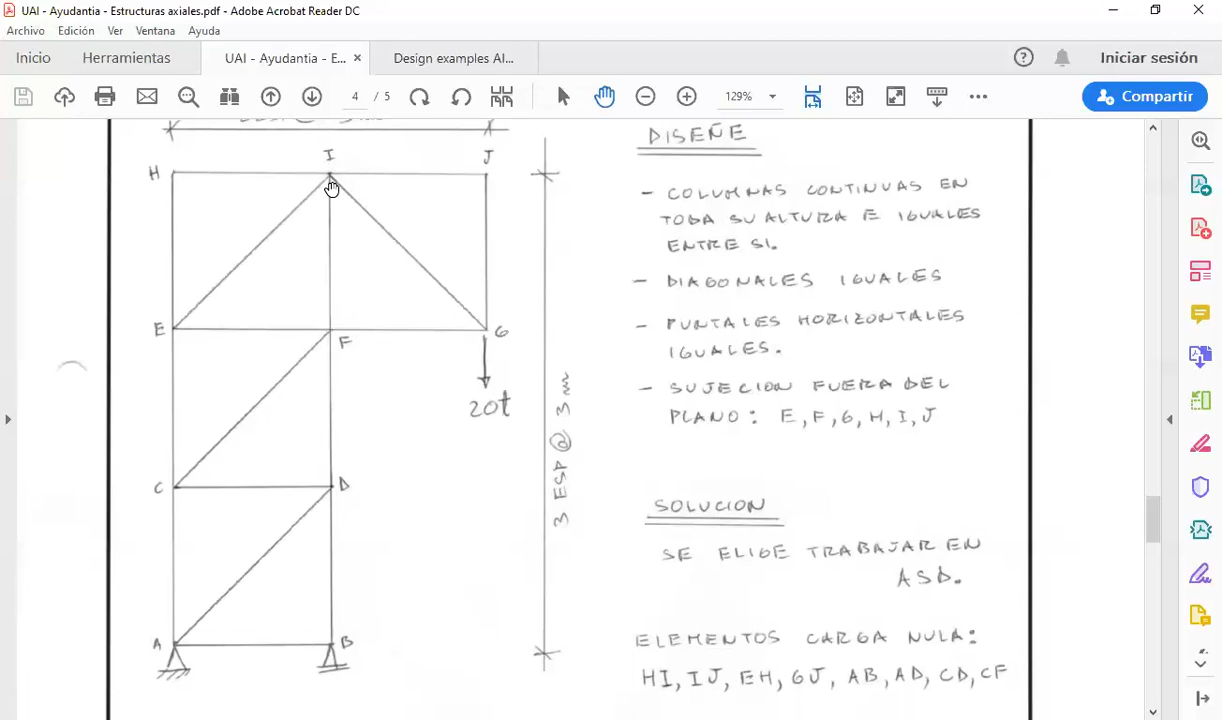 UAI - Ayudantia - Estructuras axiales.pdf - Adobe Acrobat Reader DC
Archivo Edición Ver Ventana Ayuda
Inicio Herramientas UAI - Ayudantia - E... × Design examples AI... Iniciar sesión
4 / 5 129% Compartir
I
H J
E G
F
20t
C D
A B
3 ESP @ 3 m
DISEÑE
- COLUMNAS CONTINUAS EN
TODA SU ALTURA E IGUALES
ENTRE SI.
- DIAGONALES IGUALES
- PUNTALES HORIZONTALES
IGUALES.
- SUJECION FUERA DEL
PLANO: E, F, G, H, I, J
SOLUCION
SE ELIGE TRABAJAR EN
ASD.
ELEMENTOS CARGA NULA:
HI, IJ, EH, GJ, AB, AD, CD, CF